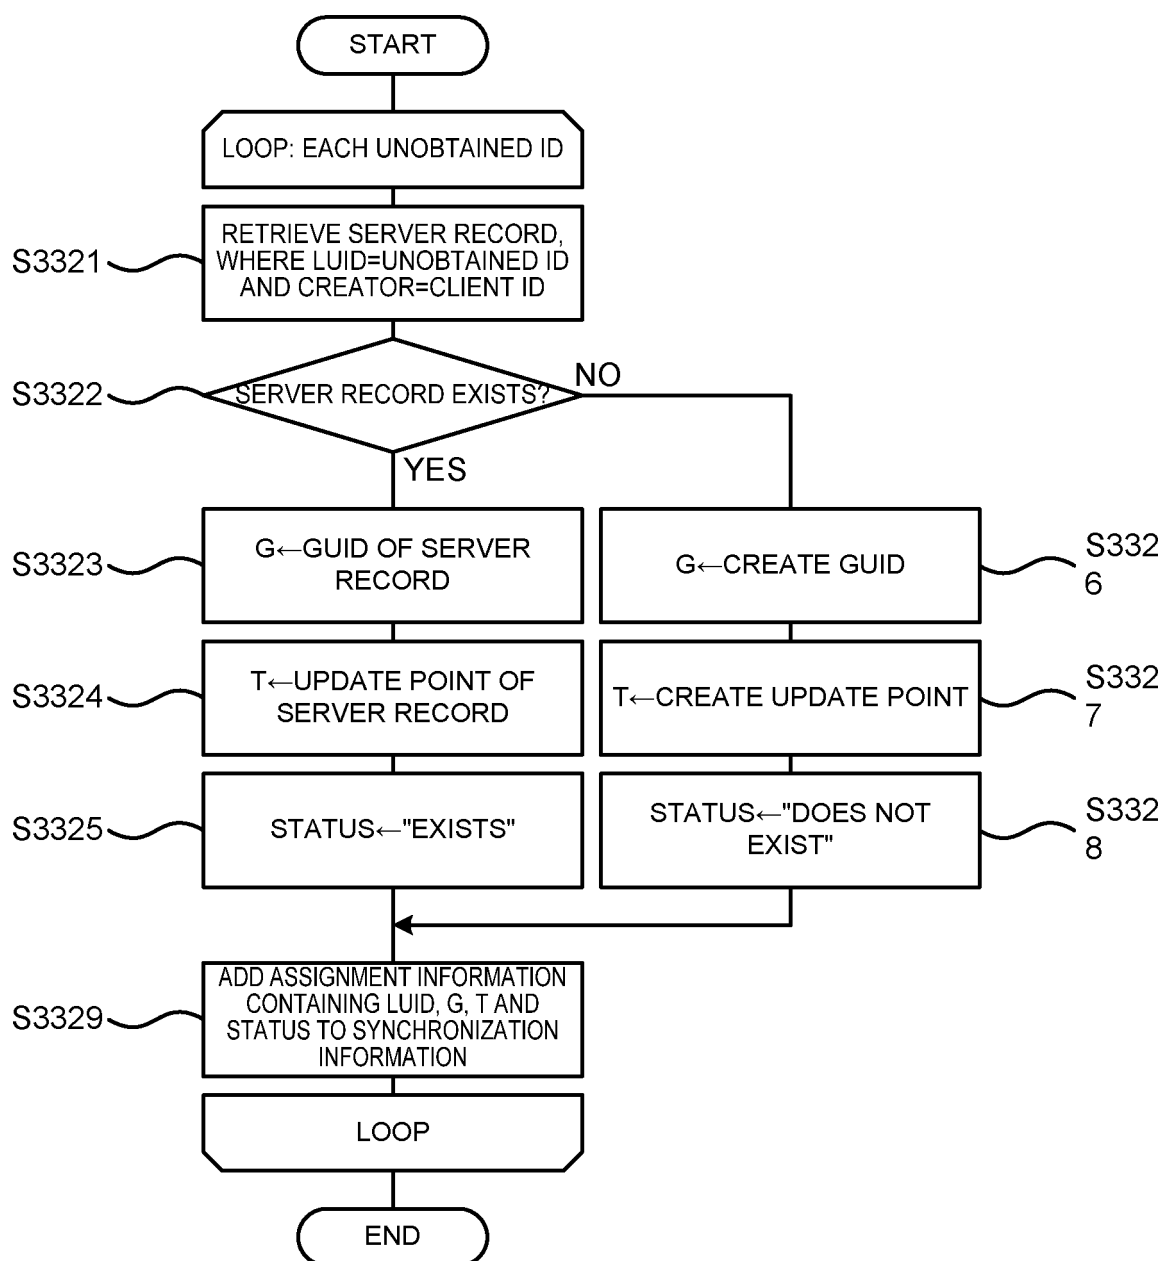 START
LOOP: EACH UNOBTAINED ID
S3321
RETRIEVE SERVER RECORD,
WHERE LUID=UNOBTAINED ID
AND CREATOR=CLIENT ID
S3322
SERVER RECORD EXISTS?
NO
YES
S3323
G←GUID OF SERVER
RECORD
G←CREATE GUID
S332
6
S3324
T←UPDATE POINT OF
SERVER RECORD
T←CREATE UPDATE POINT
S332
7
S3325
STATUS←"EXISTS"
STATUS←"DOES NOT
EXIST"
S332
8
S3329
ADD ASSIGNMENT INFORMATION
CONTAINING LUID, G, T AND
STATUS TO SYNCHRONIZATION
INFORMATION
LOOP
END